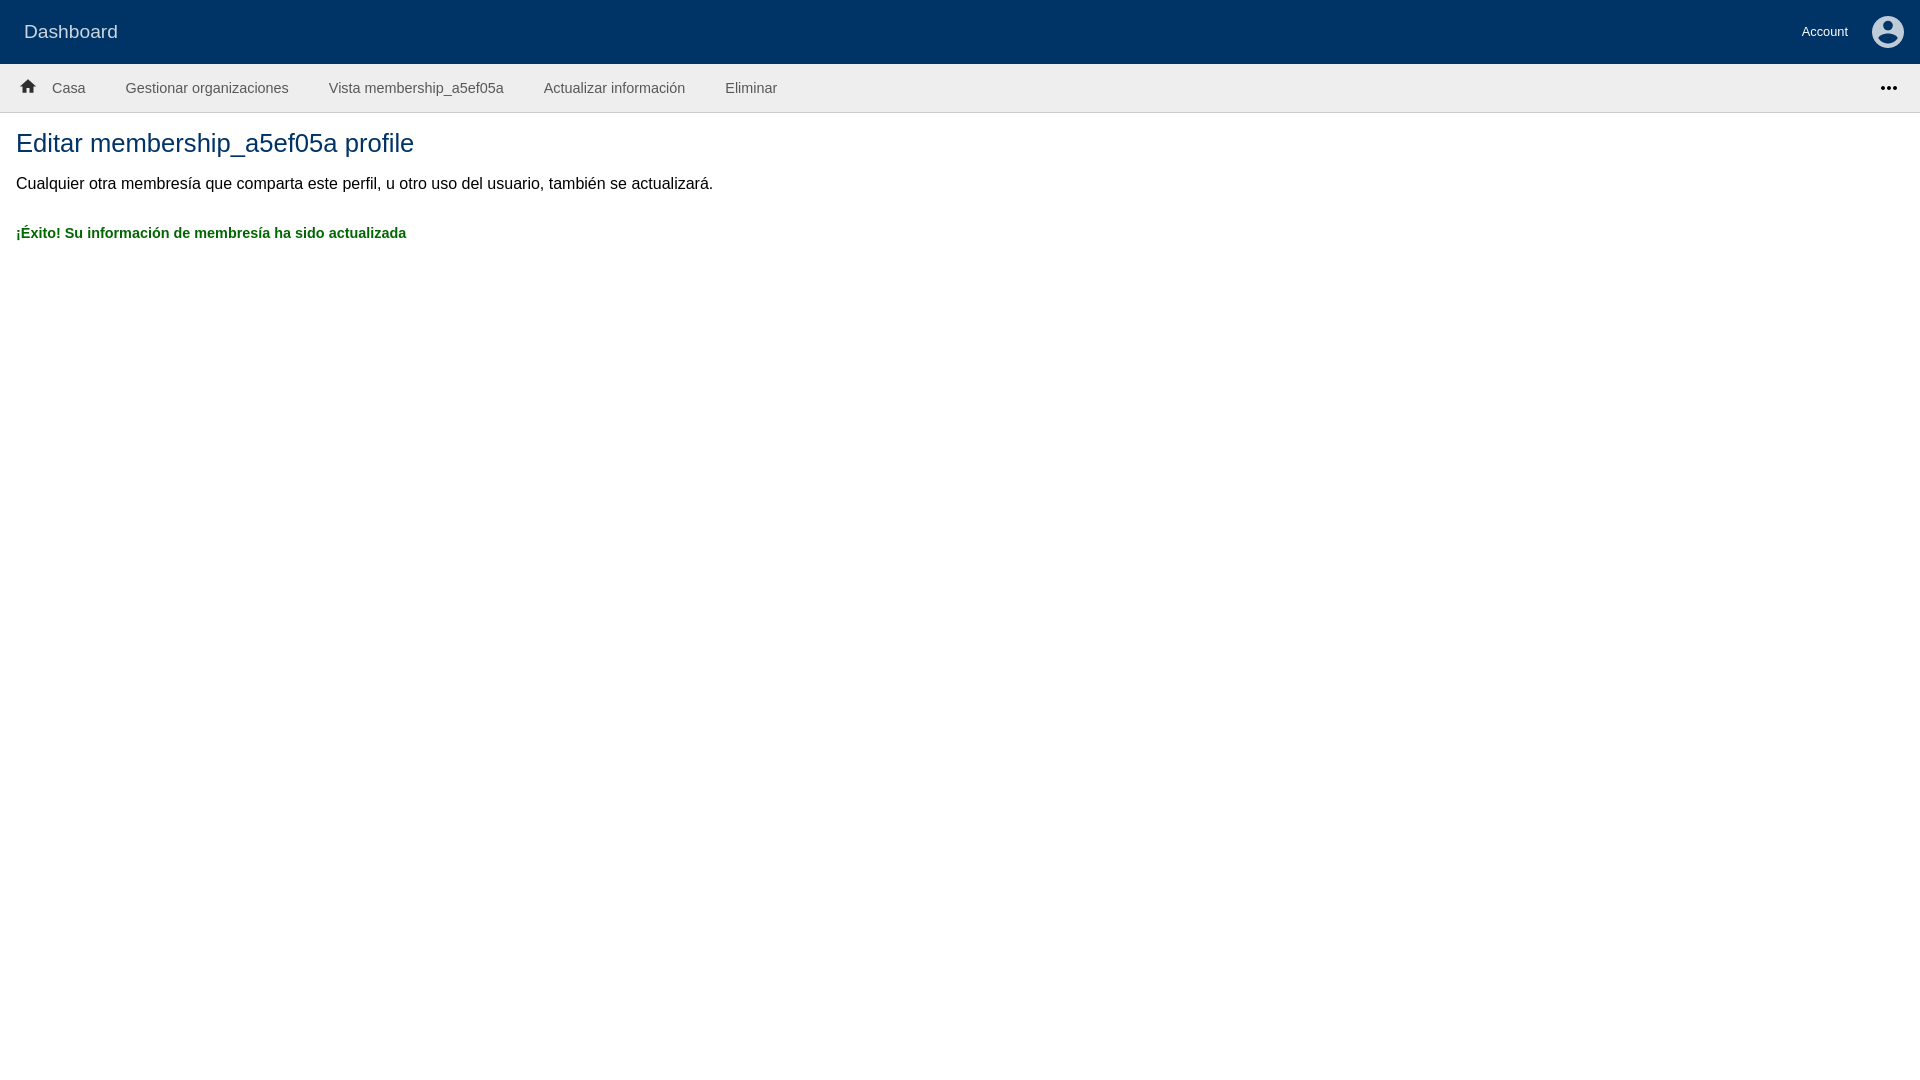 Dashboard
Account
Casa
Gestionar organizaciones
Vista membership_a5ef05a
Actualizar información
Eliminar
Editar membership_a5ef05a profile
Cualquier otra membresía que comparta este perfil, u otro uso del usuario, también se actualizará.
¡Éxito! Su información de membresía ha sido actualizada